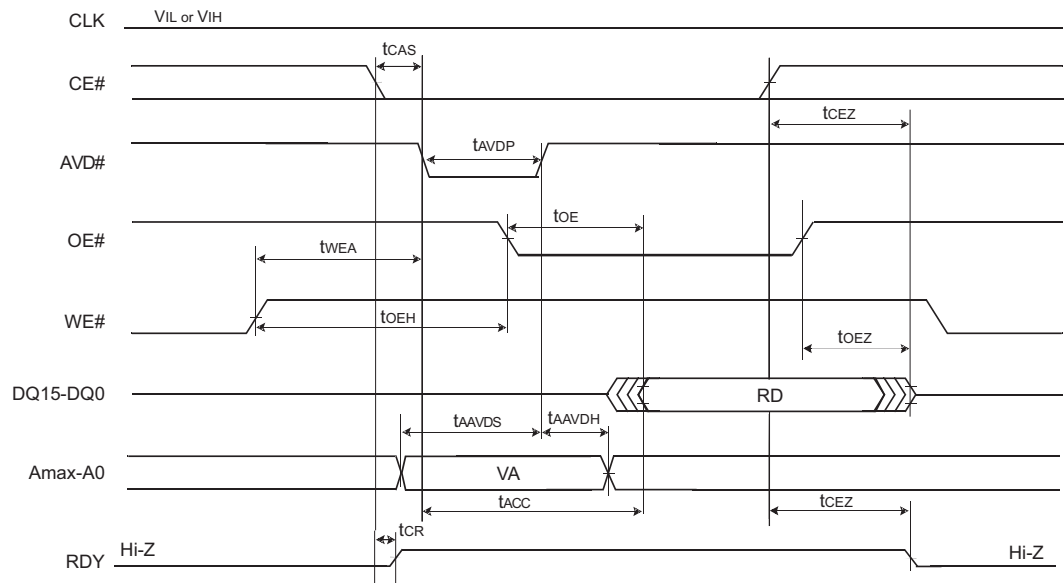 CLK VIL or VIH
tCAS
CE#
tCEZ
AVD# tAVDP
tOE
OE#
tWEA
WE# tOEH
tOEZ
DQ15-DQ0 RD
tAAVDS tAAVDH
Amax-A0 VA
tACC tCEZ
tCR
RDY Hi-Z Hi-Z